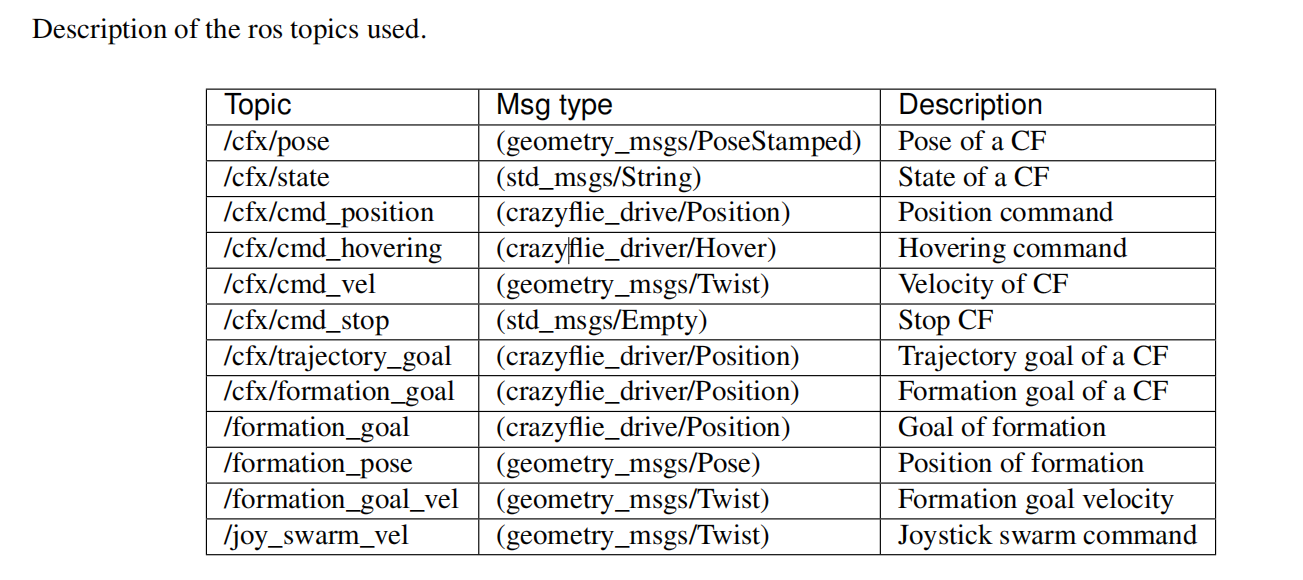 Description of the ros topics used.
Topic Msg type Description
/cfx/pose (geometry_msgs/PoseStamped) Pose of a CF
/cfx/state (std_msgs/String) State of a CF
/cfx/cmd_position (crazyflie_drive/Position) Position command
/cfx/cmd_hovering (crazyflie_driver/Hover) Hovering command
/cfx/cmd_vel (geometry_msgs/Twist) Velocity of CF
/cfx/cmd_stop (std_msgs/Empty) Stop CF
/cfx/trajectory_goal (crazyflie_driver/Position) Trajectory goal of a CF
/cfx/formation_goal (crazyflie_driver/Position) Formation goal of a CF
/formation_goal (crazyflie_drive/Position) Goal of formation
/formation_pose (geometry_msgs/Pose) Position of formation
/formation_goal_vel (geometry_msgs/Twist) Formation goal velocity
/joy_swarm_vel (geometry_msgs/Twist) Joystick swarm command